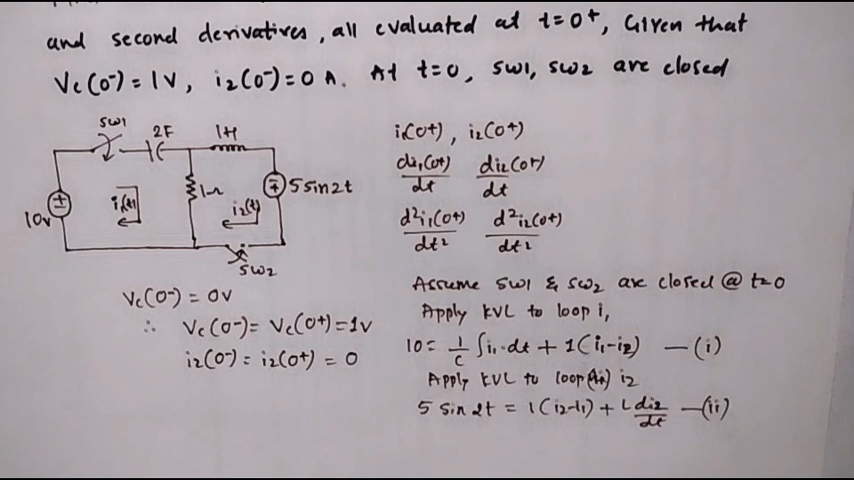 and second derivatives, all evaluated at t=0⁺, Given that
Vc(0⁻)=1V, i₂(0⁻)=0 A. At t=0, SW1, SW2 are closed
SW1
2F
1H
1Ω
5 sin2t
10V
i₁(t)
i₂(t)
SW2
Vc(0⁻)=0V
∴ Vc(0⁻)=Vc(0⁺)=1V
i₂(0⁻)=i₂(0⁺)=0
i₁(0⁺), i₂(0⁺)
di₁(0⁺)/dt di₂(0⁺)/dt
d²i₁(0⁺)/dt² d²i₂(0⁺)/dt²
Assume SW1 & SW2 are closed @ t=0
Apply KVL to loop i₁
10 = 1/C ∫i₁·dt + 1(i₁-i₂) —(i)
Apply KVL to loop i₂
5 sin 2t = 1(i₂-i₁) + L di₂/dt —(ii)